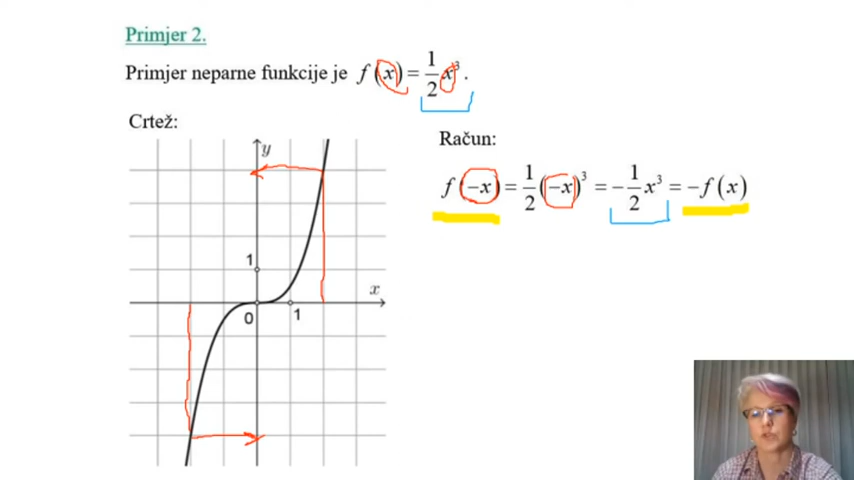 Primjer 2.
Primjer neparne funkcije je f(x) = 1/2 x³.
Crtež:
Račun:
f(−x) = 1/2 (−x)³ = −1/2 x³ = −f(x)
y
1
x
0
1